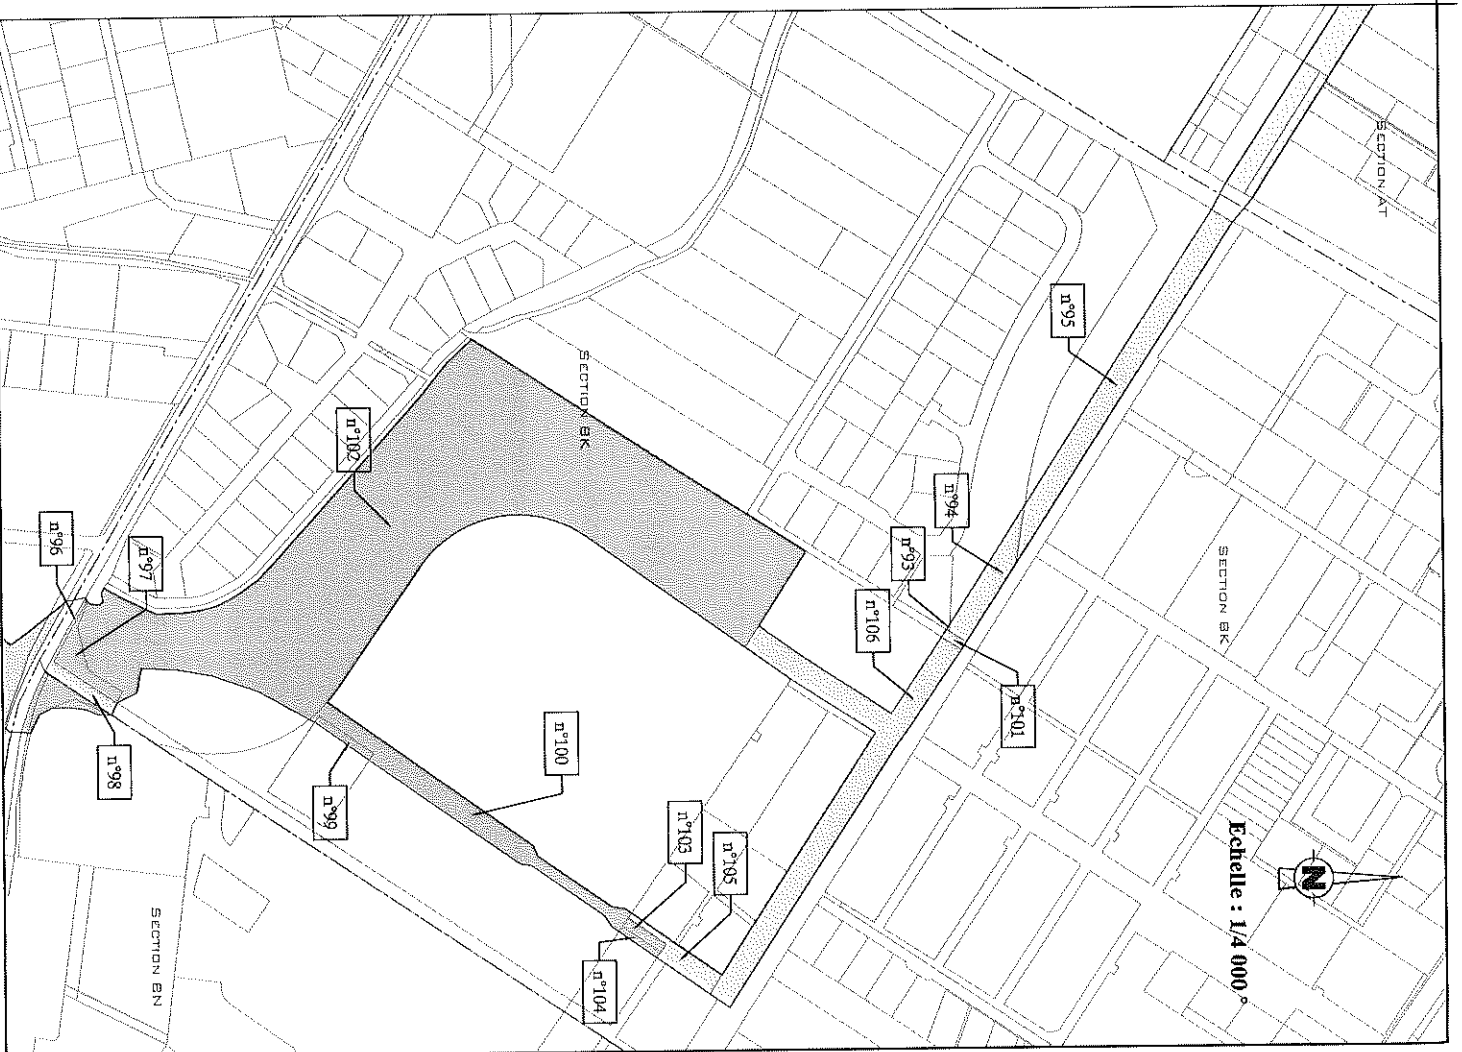 SECTION AT
n°95
SECTION BK
n°94
n°93
n°106
n°101
SECTION BK
n°102
n°96
n°97
n°98
n°99
n°100
n°103
n°105
n°104
SECTION BN
N
Echelle : 1/4 000°